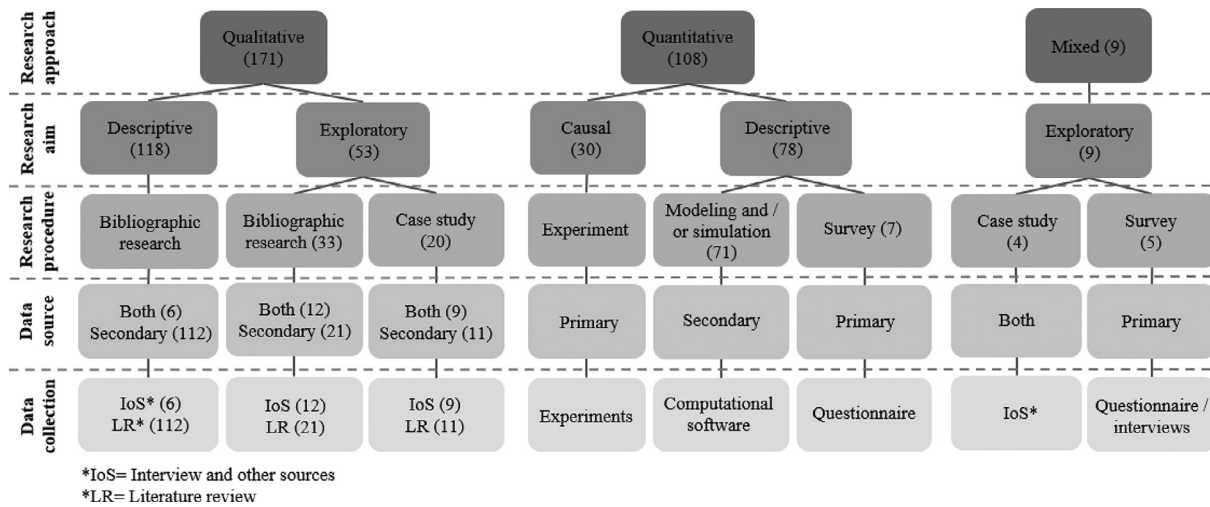 Research
approach
Qualitative
(171)
Quantitative
(108)
Mixed (9)
Research
aim
Descriptive
(118)
Exploratory
(53)
Causal
(30)
Descriptive
(78)
Exploratory
(9)
Research
procedure
Bibliographic
research
Bibliographic
research (33)
Case study
(20)
Experiment
Modeling and /
or simulation
(71)
Survey (7)
Case study
(4)
Survey
(5)
Data
source
Both (6)
Secondary (112)
Both (12)
Secondary (21)
Both (9)
Secondary (11)
Primary
Secondary
Primary
Both
Primary
Data
collection
IoS* (6)
LR* (112)
IoS (12)
LR (21)
IoS (9)
LR (11)
Experiments
Computational
software
Questionnaire
IoS*
Questionnaire /
interviews
*IoS= Interview and other sources
*LR= Literature review